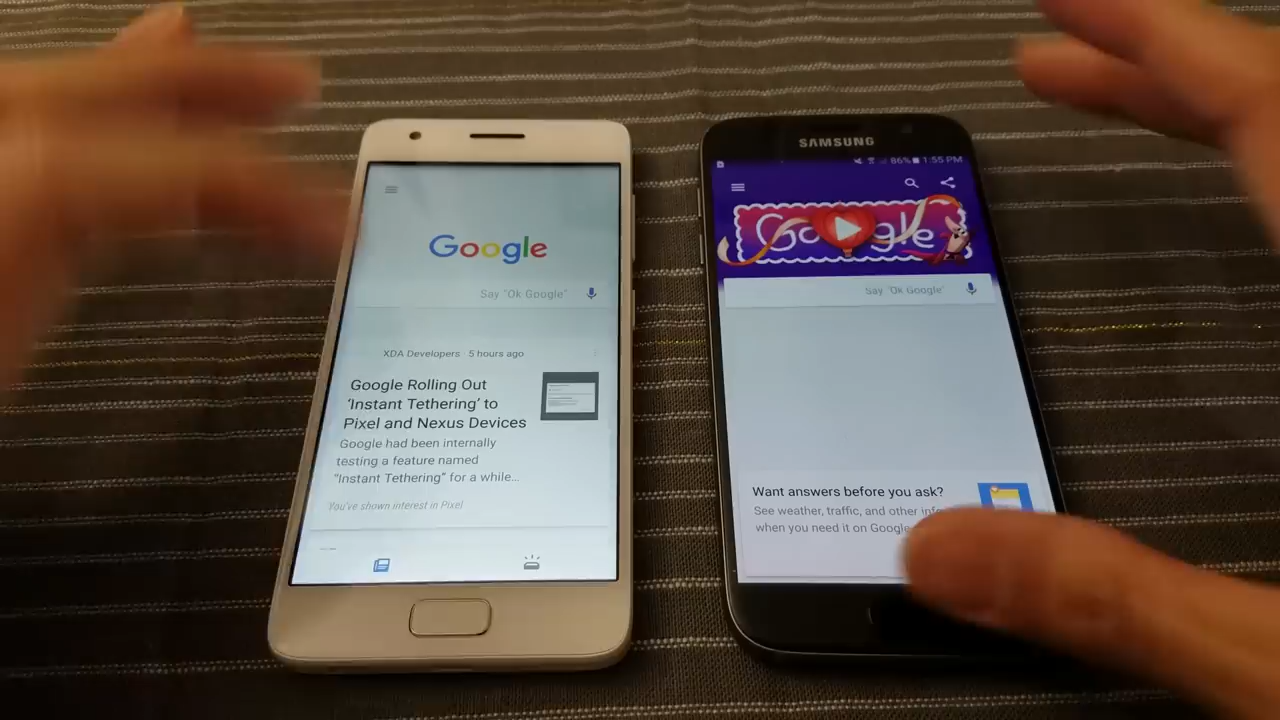 Google
Say "Ok Google"
XDA Developers · 5 hours ago
Google Rolling Out
'Instant Tethering' to
Pixel and Nexus Devices
Google had been internally
testing a feature named
"Instant Tethering" for a while...
You've shown interest in Pixel
SAMSUNG
86% 1:55 PM
Google
Say "Ok Google"
Want answers before you ask?
See weather, traffic, and other info
when you need it on Google